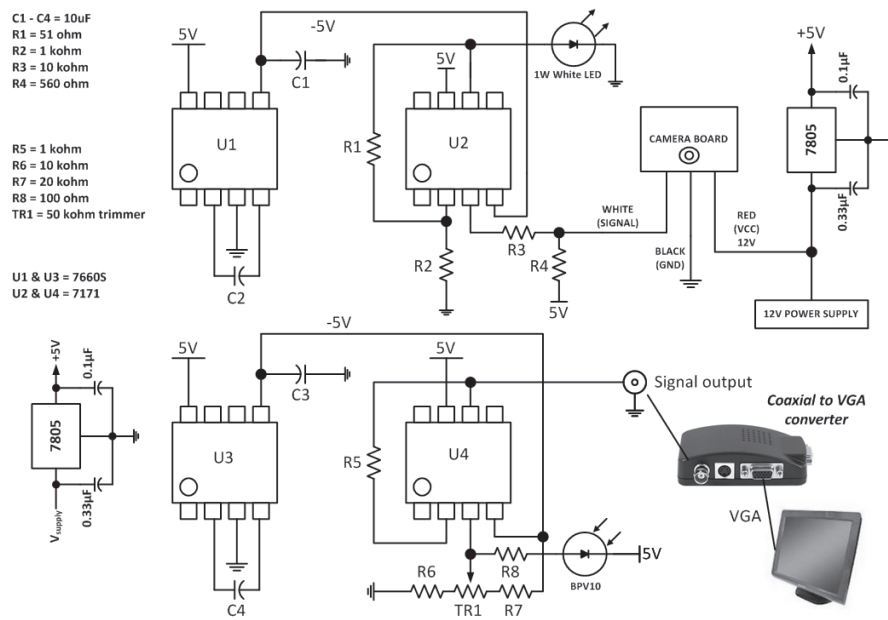 C1 - C4 = 10uF
R1 = 51 ohm
R2 = 1 kohm
R3 = 10 kohm
R4 = 560 ohm
R5 = 1 kohm
R6 = 10 kohm
R7 = 20 kohm
R8 = 100 ohm
TR1 = 50 kohm trimmer
U1 & U3 = 7660S
U2 & U4 = 7171
5V
-5V
C1
U1
C2
5V
R1
U2
R2
R3
R4
5V
1W White LED
CAMERA BOARD
WHITE
(SIGNAL)
BLACK
(GND)
RED
(VCC)
12V
+5V
0.1µF
7805
0.33µF
12V POWER SUPPLY
+5V
0.1µF
7805
0.33µF
Vsupply
5V
-5V
C3
U3
C4
5V
R5
U4
R6
TR1
R7
R8
BPV10
5V
Signal output
Coaxial to VGA
converter
VGA